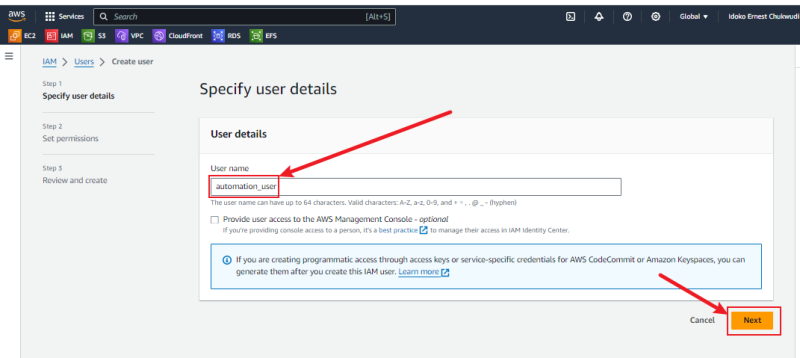 aws
Services
Search
[Alt+S]
Global
Idoko Ernest Chukwudi
EC2
IAM
S3
VPC
CloudFront
RDS
EFS
IAM > Users > Create user
Step 1
Specify user details
Step 2
Set permissions
Step 3
Review and create
Specify user details
User details
User name
automation_user
The user name can have up to 64 characters. Valid characters: A-Z, a-z, 0-9, and + = , . @ _ - (hyphen)
Provide user access to the AWS Management Console - optional
If you're providing console access to a person, it's a best practice to manage their access in IAM Identity Center.
If you are creating programmatic access through access keys or service-specific credentials for AWS CodeCommit or Amazon Keyspaces, you can
generate them after you create this IAM user. Learn more
Cancel
Next